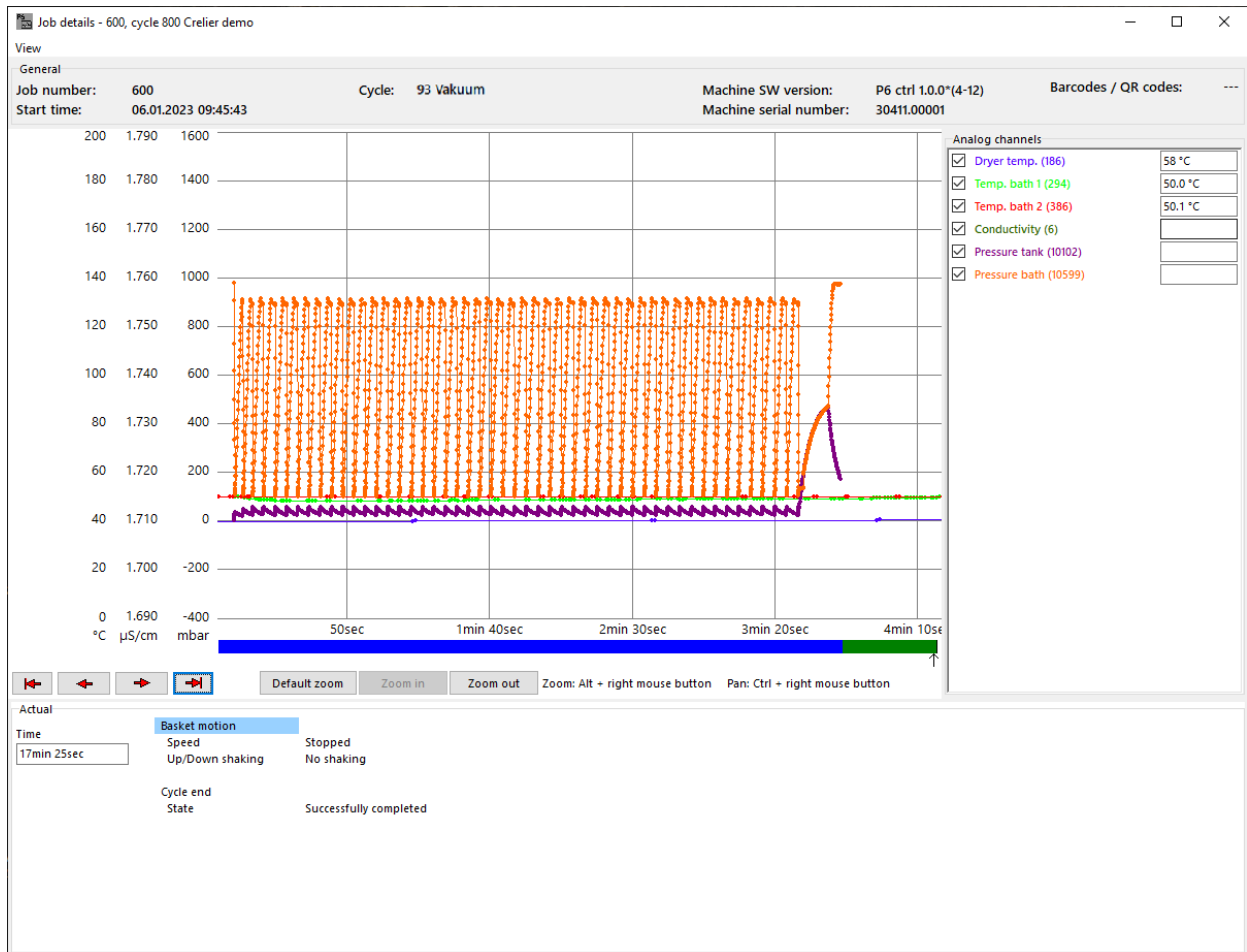 Job details - 600, cycle 800 Crelier demo
View
General
Job number: 600 Cycle: 93 Vakuum Machine SW version: P6 ctrl 1.0.0*(4-12) Barcodes / QR codes: ---
Start time: 06.01.2023 09:45:43 Machine serial number: 30411.00001
200 1.790 1600
180 1.780 1400
160 1.770 1200
140 1.760 1000
120 1.750 800
100 1.740 600
80 1.730 400
60 1.720 200
40 1.710 0
20 1.700 -200
0 1.690 -400
°C µS/cm mbar
50sec 1min 40sec 2min 30sec 3min 20sec 4min 10se
Analog channels
Dryer temp. (186) 58 °C
Temp. bath 1 (294) 50.0 °C
Temp. bath 2 (386) 50.1 °C
Conductivity (6)
Pressure tank (10102)
Pressure bath (10599)
Default zoom Zoom in Zoom out Zoom: Alt + right mouse button Pan: Ctrl + right mouse button
Actual
Time
17min 25sec
Basket motion
Speed Stopped
Up/Down shaking No shaking
Cycle end
State Successfully completed